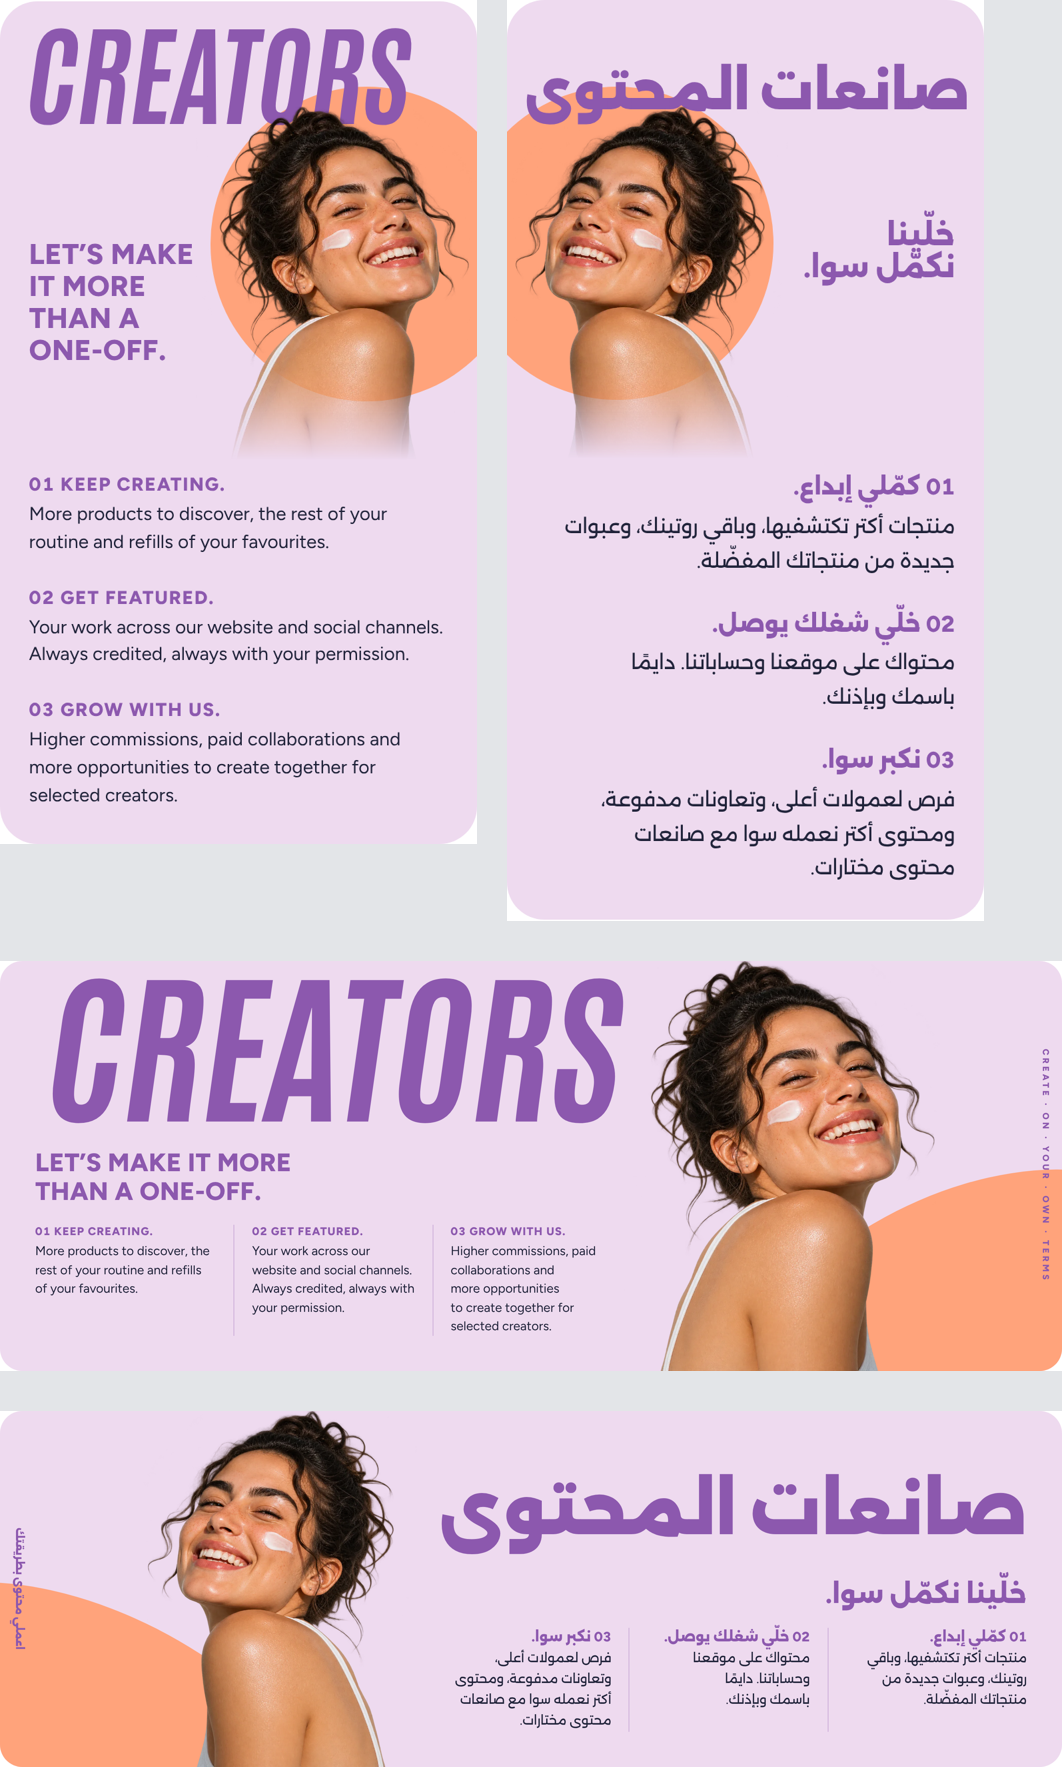 CREATORS
LET'S MAKE
IT MORE
THAN A
ONE-OFF.
01 KEEP CREATING.
More products to discover, the rest of your
routine and refills of your favourites.
02 GET FEATURED.
Your work across our website and social channels.
Always credited, always with your permission.
03 GROW WITH US.
Higher commissions, paid collaborations and
more opportunities to create together for
selected creators.
صانعات المحتوى
خلّينا
نكمّل سوا.
01 كمّلي إبداع.
منتجات أكتر تكتشفيها، وباقي روتينك، وعبوات
جديدة من منتجاتك المفضّلة.
02 خلّي شغلك يوصل.
محتواك على موقعنا وحساباتنا. دايمًا
باسمك وبإذنك.
03 نكبر سوا.
فرص لعمولات أعلى، وتعاونات مدفوعة،
ومحتوى أكتر نعمله سوا مع صانعات
محتوى مختارات.
CREATORS
LET'S MAKE IT MORE
THAN A ONE-OFF.
01 KEEP CREATING.
More products to discover, the
rest of your routine and refills
of your favourites.
02 GET FEATURED.
Your work across our
website and social channels.
Always credited, always with
your permission.
03 GROW WITH US.
Higher commissions, paid
collaborations and
more opportunities
to create together for
selected creators.
CREATE · ON · YOUR · OWN · TERMS
صانعات المحتوى
خلّينا نكمّل سوا.
01 كمّلي إبداع.
منتجات أكتر تكتشفيها، وباقي
روتينك، وعبوات جديدة من
منتجاتك المفضّلة.
02 خلّي شغلك يوصل.
محتواك على موقعنا
وحساباتنا. دايمًا
باسمك وبإذنك.
03 نكبر سوا.
فرص لعمولات أعلى،
وتعاونات مدفوعة، ومحتوى
أكتر نعمله سوا مع صانعات
محتوى مختارات.
اعملي محتوى بطريقتك